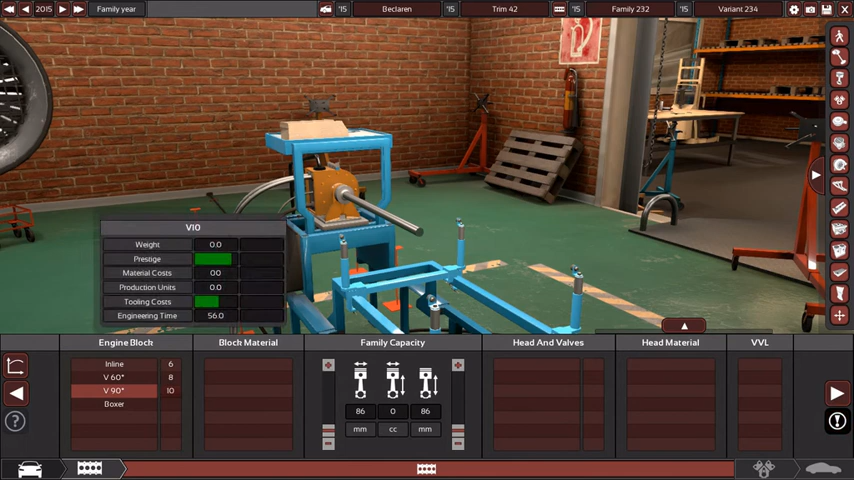 2015
Family year
'15
Beclaren
'15
Trim 42
'15
Family 232
'15
Variant 234
V10
Weight 0.0
Prestige
Material Costs 00
Production Units 0.0
Tooling Costs
Engineering Time 56.0
Engine Block
Block Material
Family Capacity
Head And Valves
Head Material
VVL
Inline 6
V 60° 8
V 90° 10
Boxer
86 0 86
mm cc mm